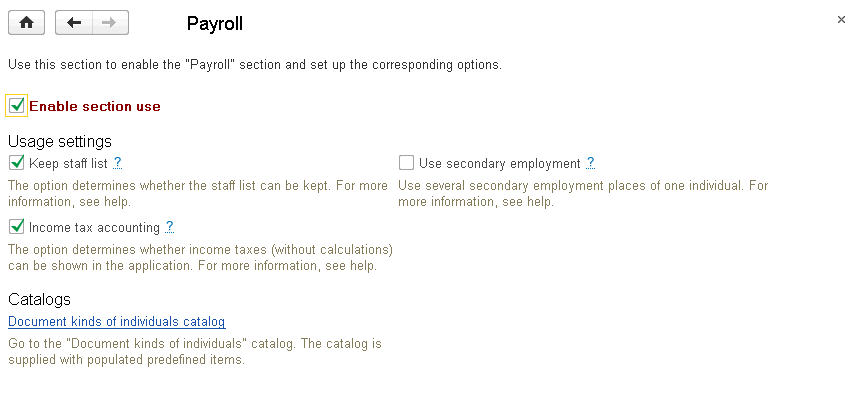 Payroll
Use this section to enable the "Payroll" section and set up the corresponding options.
Enable section use
Usage settings
Keep staff list ?
The option determines whether the staff list can be kept. For more
information, see help.
Use secondary employment ?
Use several secondary employment places of one individual. For
more information, see help.
Income tax accounting ?
The option determines whether income taxes (without calculations)
can be shown in the application. For more information, see help.
Catalogs
Document kinds of individuals catalog
Go to the "Document kinds of individuals" catalog. The catalog is
supplied with populated predefined items.